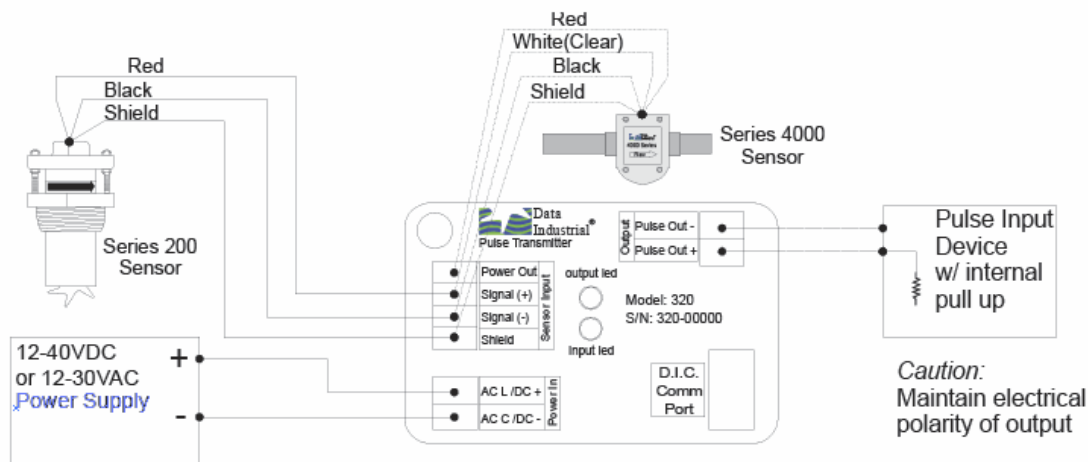 Red
White(Clear)
Black
Shield
Red
Black
Shield
Series 200
Sensor
4000 Series
Flow
Series 4000
Sensor
Data
Industrial®
Pulse Transmitter
Output
Pulse Out -
Pulse Out +
Power Out
Signal (+)
Signal (-)
Shield
Sensor Input
output led
input led
Model: 320
S/N: 320-00000
AC L /DC +
AC C /DC -
Power In
D.I.C.
Comm
Port
12-40VDC
or 12-30VAC
Power Supply
+
-
Pulse Input
Device
w/ internal
pull up
Caution:
Maintain electrical
polarity of output